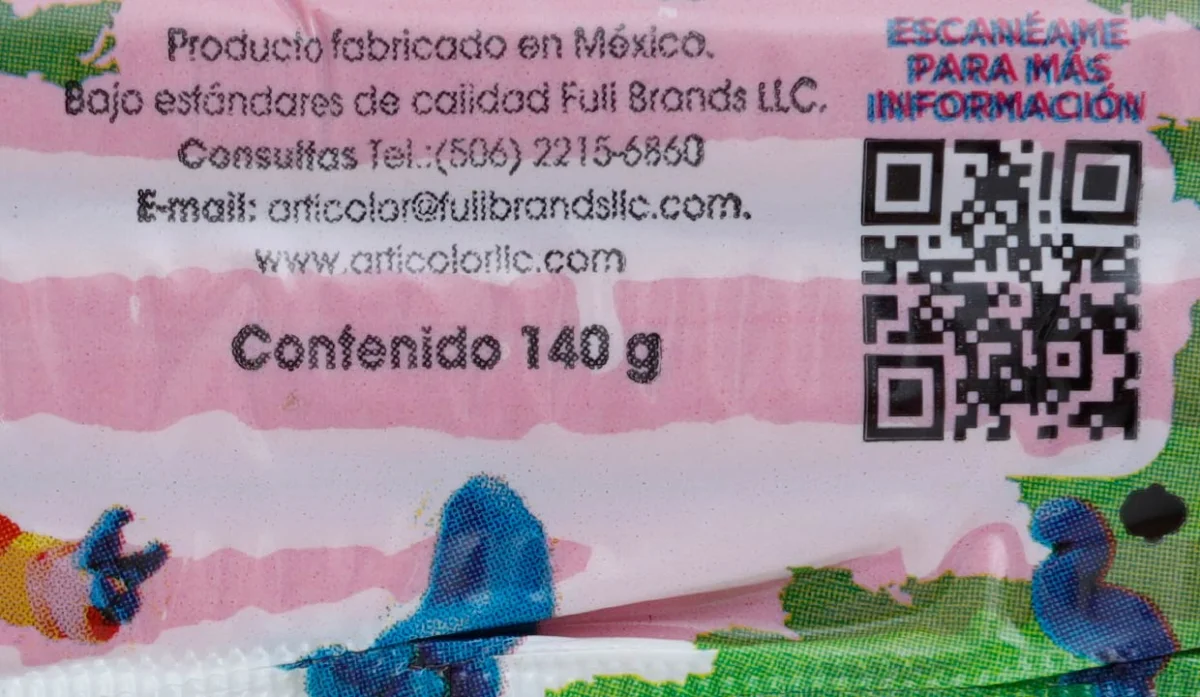 Producto fabricado en México.
Bajo estándares de calidad Full Brands LLC.
Consultas Tel.:(506) 2215-6860
E-mail: articolor@fullbrandsllc.com.
www.articolorllc.com
Contenido 140 g
ESCANÉAME
PARA MÁS
INFORMACIÓN